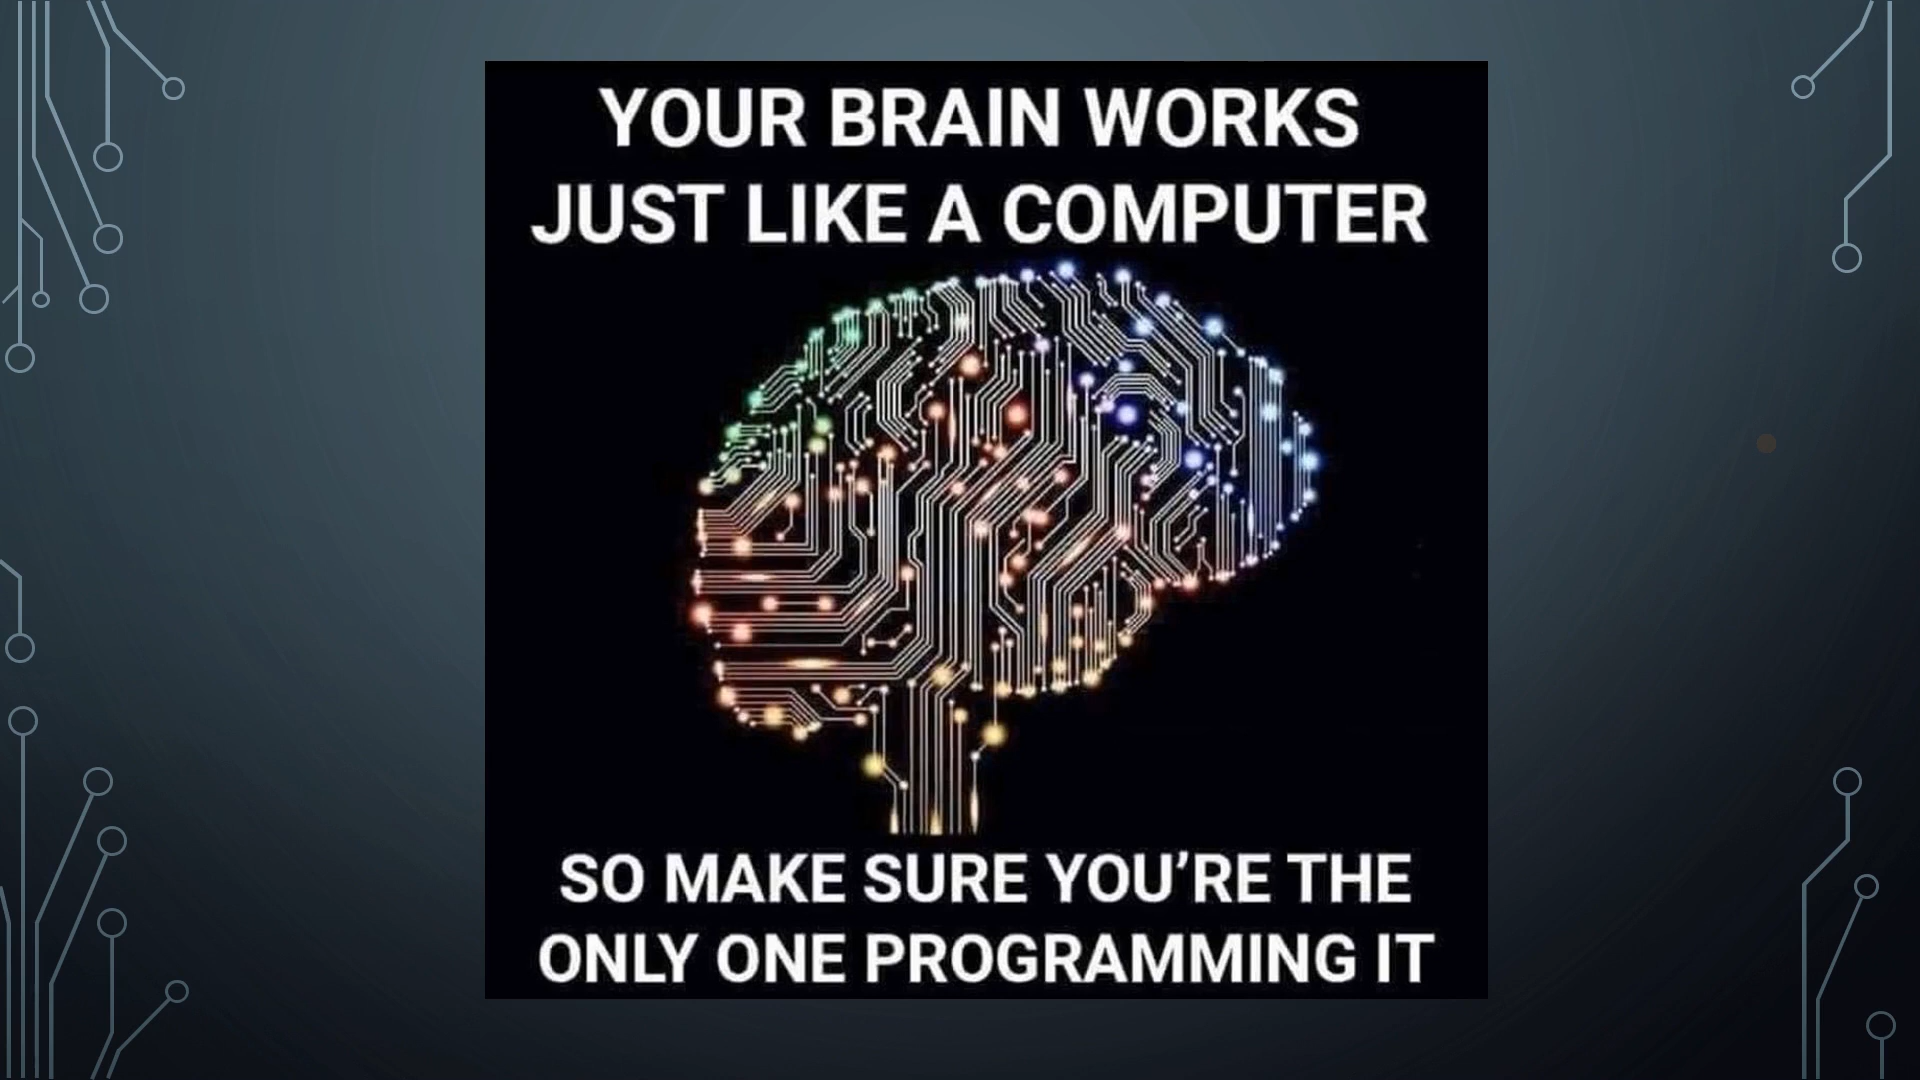 YOUR BRAIN WORKS
JUST LIKE A COMPUTER
SO MAKE SURE YOU’RE THE
ONLY ONE PROGRAMMING IT